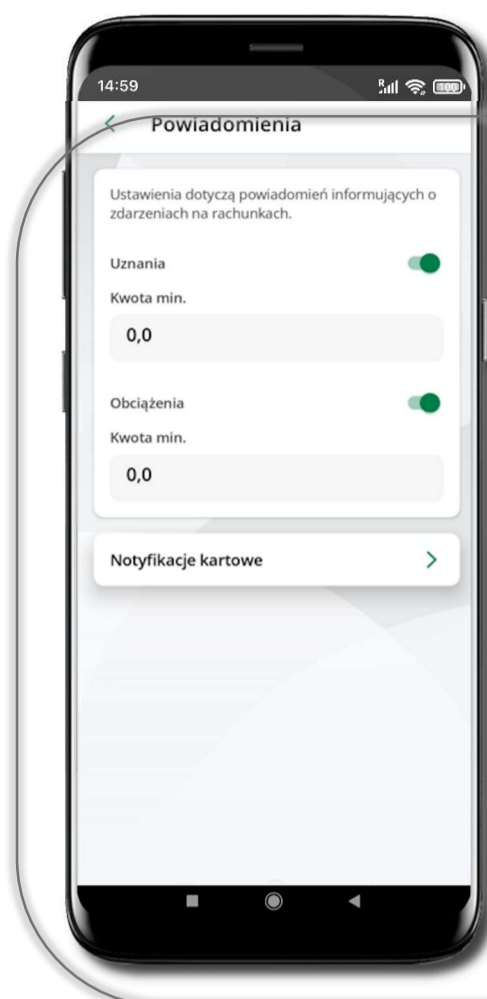 14:59
R
100
Powiadomienia
Ustawienia dotyczą powiadomień informujących o
zdarzeniach na rachunkach.
Uznania
Kwota min.
0,0
Obciążenia
Kwota min.
0,0
Notyfikacje kartowe